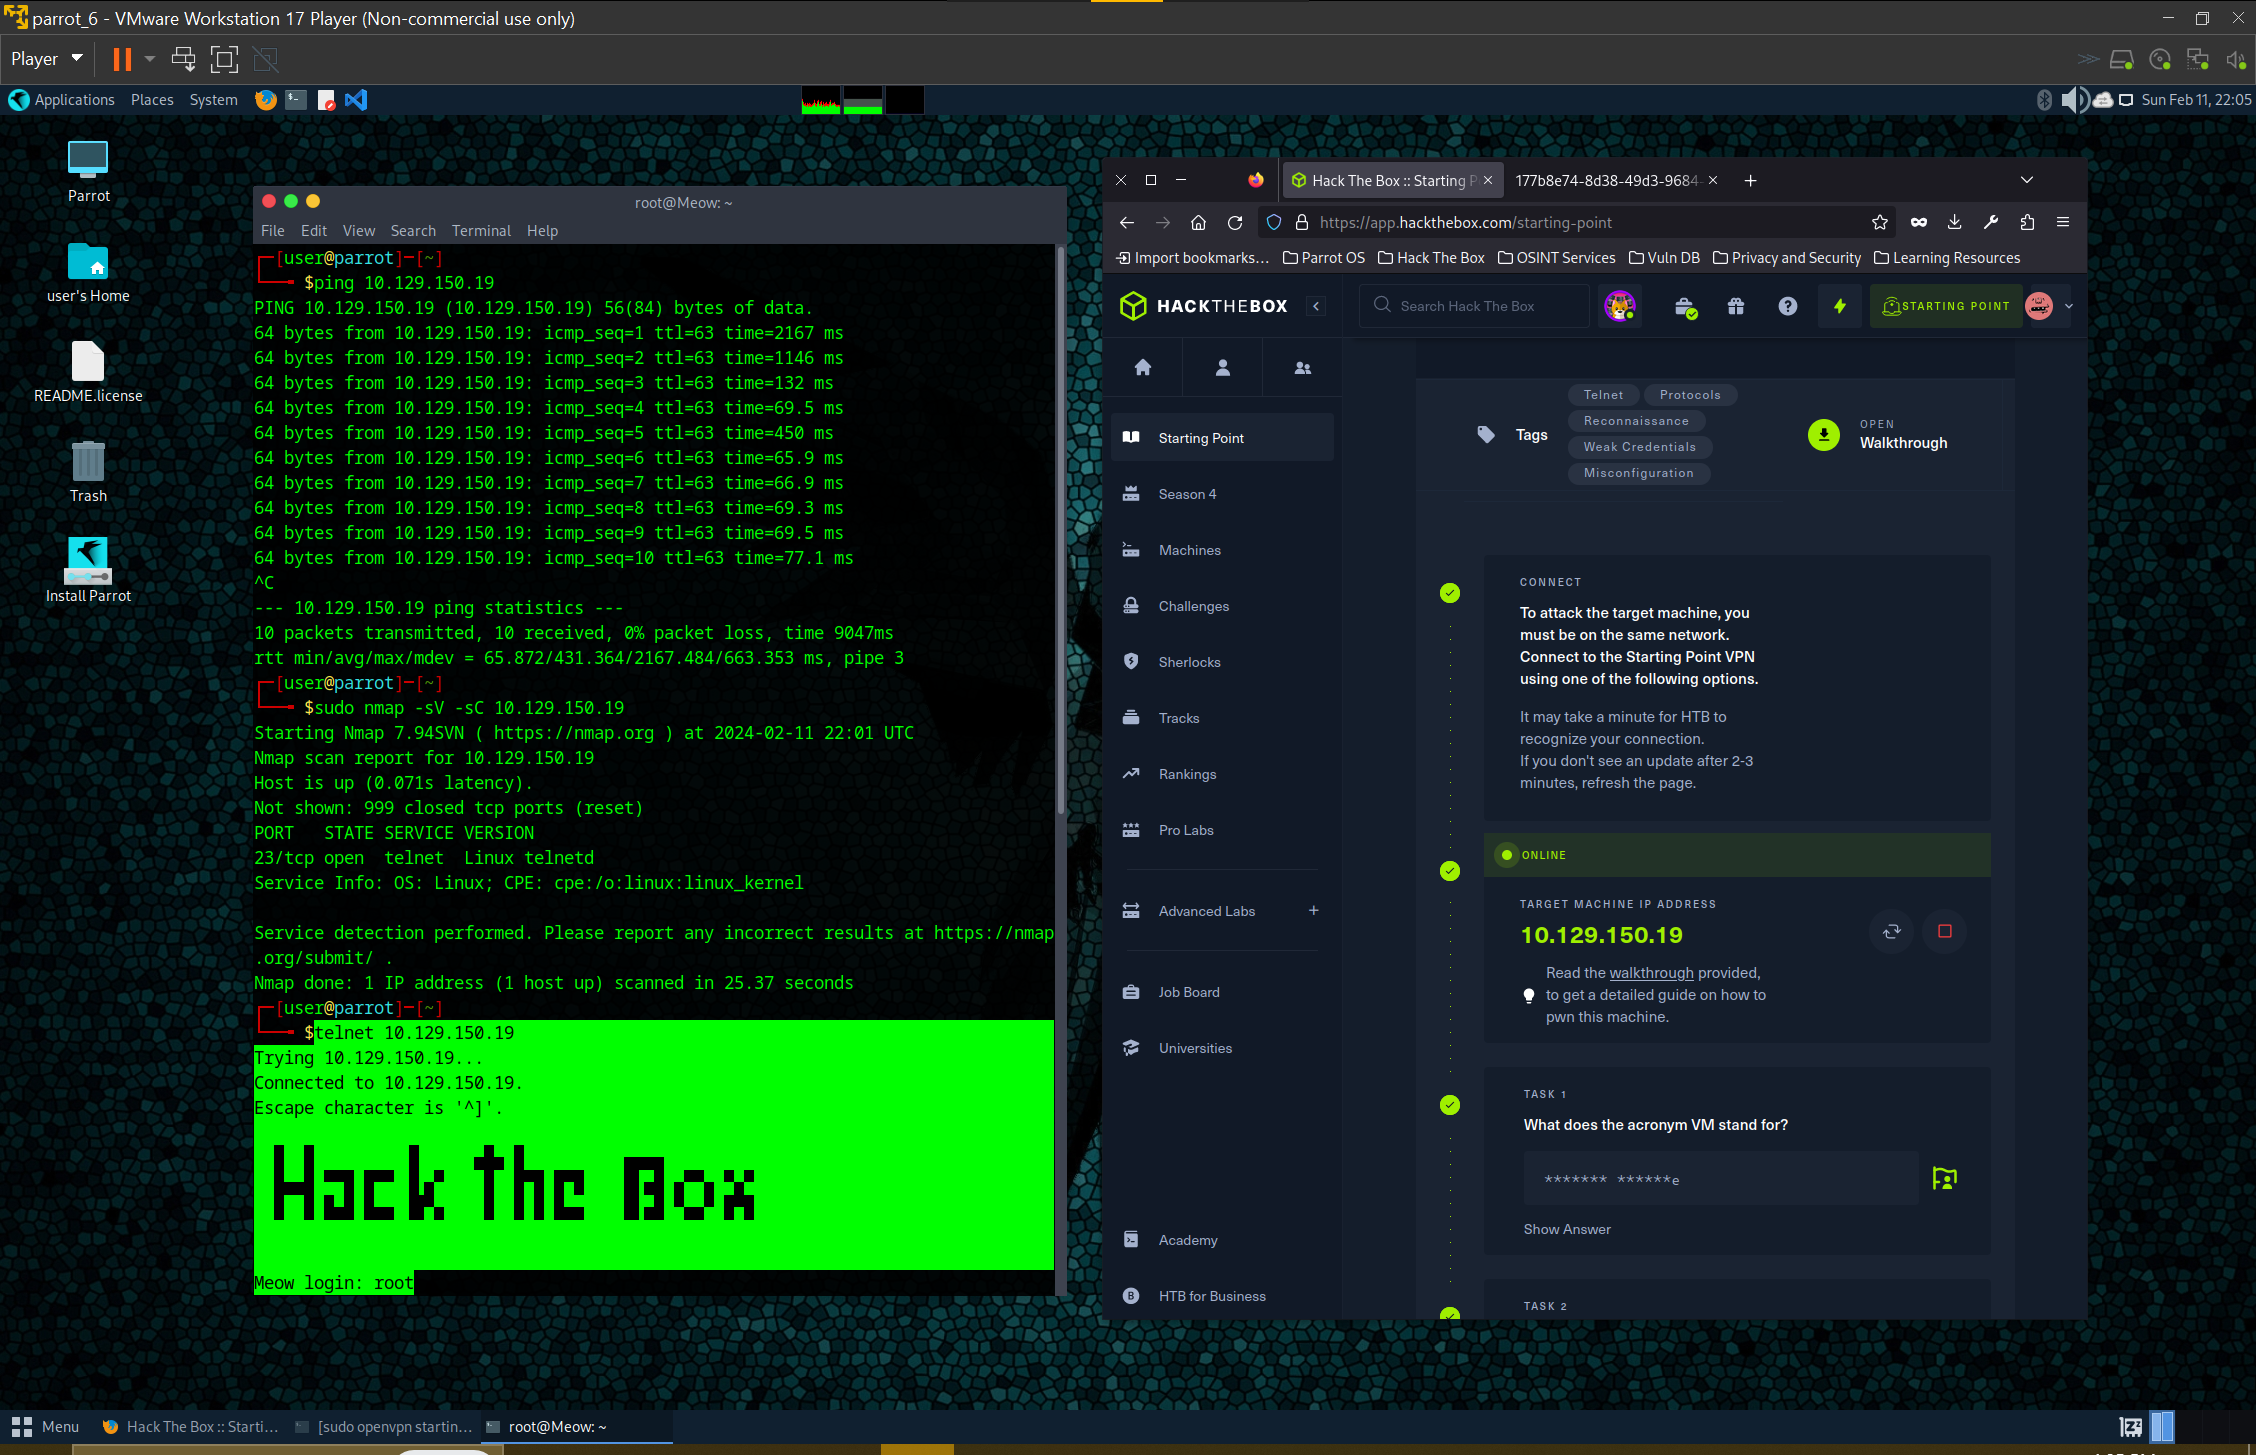 parrot_6 - VMware Workstation 17 Player (Non-commercial use only)
Player
Applications Places System
Sun Feb 11, 22:05
Parrot
user's Home
README.license
Trash
Install Parrot
root@Meow: ~
File Edit View Search Terminal Help
┌─[user@parrot]─[~]
└──╼ $ping 10.129.150.19
PING 10.129.150.19 (10.129.150.19) 56(84) bytes of data.
64 bytes from 10.129.150.19: icmp_seq=1 ttl=63 time=2167 ms
64 bytes from 10.129.150.19: icmp_seq=2 ttl=63 time=1146 ms
64 bytes from 10.129.150.19: icmp_seq=3 ttl=63 time=132 ms
64 bytes from 10.129.150.19: icmp_seq=4 ttl=63 time=69.5 ms
64 bytes from 10.129.150.19: icmp_seq=5 ttl=63 time=450 ms
64 bytes from 10.129.150.19: icmp_seq=6 ttl=63 time=65.9 ms
64 bytes from 10.129.150.19: icmp_seq=7 ttl=63 time=66.9 ms
64 bytes from 10.129.150.19: icmp_seq=8 ttl=63 time=69.3 ms
64 bytes from 10.129.150.19: icmp_seq=9 ttl=63 time=69.5 ms
64 bytes from 10.129.150.19: icmp_seq=10 ttl=63 time=77.1 ms
^C
--- 10.129.150.19 ping statistics ---
10 packets transmitted, 10 received, 0% packet loss, time 9047ms
rtt min/avg/max/mdev = 65.872/431.364/2167.484/663.353 ms, pipe 3
┌─[user@parrot]─[~]
└──╼ $sudo nmap -sV -sC 10.129.150.19
Starting Nmap 7.94SVN ( https://nmap.org ) at 2024-02-11 22:01 UTC
Nmap scan report for 10.129.150.19
Host is up (0.071s latency).
Not shown: 999 closed tcp ports (reset)
PORT STATE SERVICE VERSION
23/tcp open telnet Linux telnetd
Service Info: OS: Linux; CPE: cpe:/o:linux:linux_kernel
Service detection performed. Please report any incorrect results at https://nmap
.org/submit/ .
Nmap done: 1 IP address (1 host up) scanned in 25.37 seconds
┌─[user@parrot]─[~]
└──╼ $telnet 10.129.150.19
Trying 10.129.150.19...
Connected to 10.129.150.19.
Escape character is '^]'.
Hack the Box
Meow login: root
Hack The Box :: Starting P
177b8e74-8d38-49d3-9684-
https://app.hackthebox.com/starting-point
Import bookmarks... Parrot OS Hack The Box OSINT Services Vuln DB Privacy and Security Learning Resources
HACKTHEBOX
Search Hack The Box
STARTING POINT
Starting Point
Season 4
Machines
Challenges
Sherlocks
Tracks
Rankings
Pro Labs
Advanced Labs +
Job Board
Universities
Academy
HTB for Business
Tags
Telnet Protocols
Reconnaissance
Weak Credentials
Misconfiguration
OPEN
Walkthrough
CONNECT
To attack the target machine, you
must be on the same network.
Connect to the Starting Point VPN
using one of the following options.
It may take a minute for HTB to
recognize your connection.
If you don't see an update after 2-3
minutes, refresh the page.
ONLINE
TARGET MACHINE IP ADDRESS
10.129.150.19
Read the walkthrough provided,
to get a detailed guide on how to
pwn this machine.
TASK 1
What does the acronym VM stand for?
******* ******e
Show Answer
TASK 2
Menu
Hack The Box :: Starti...
[sudo openvpn startin...
root@Meow: ~